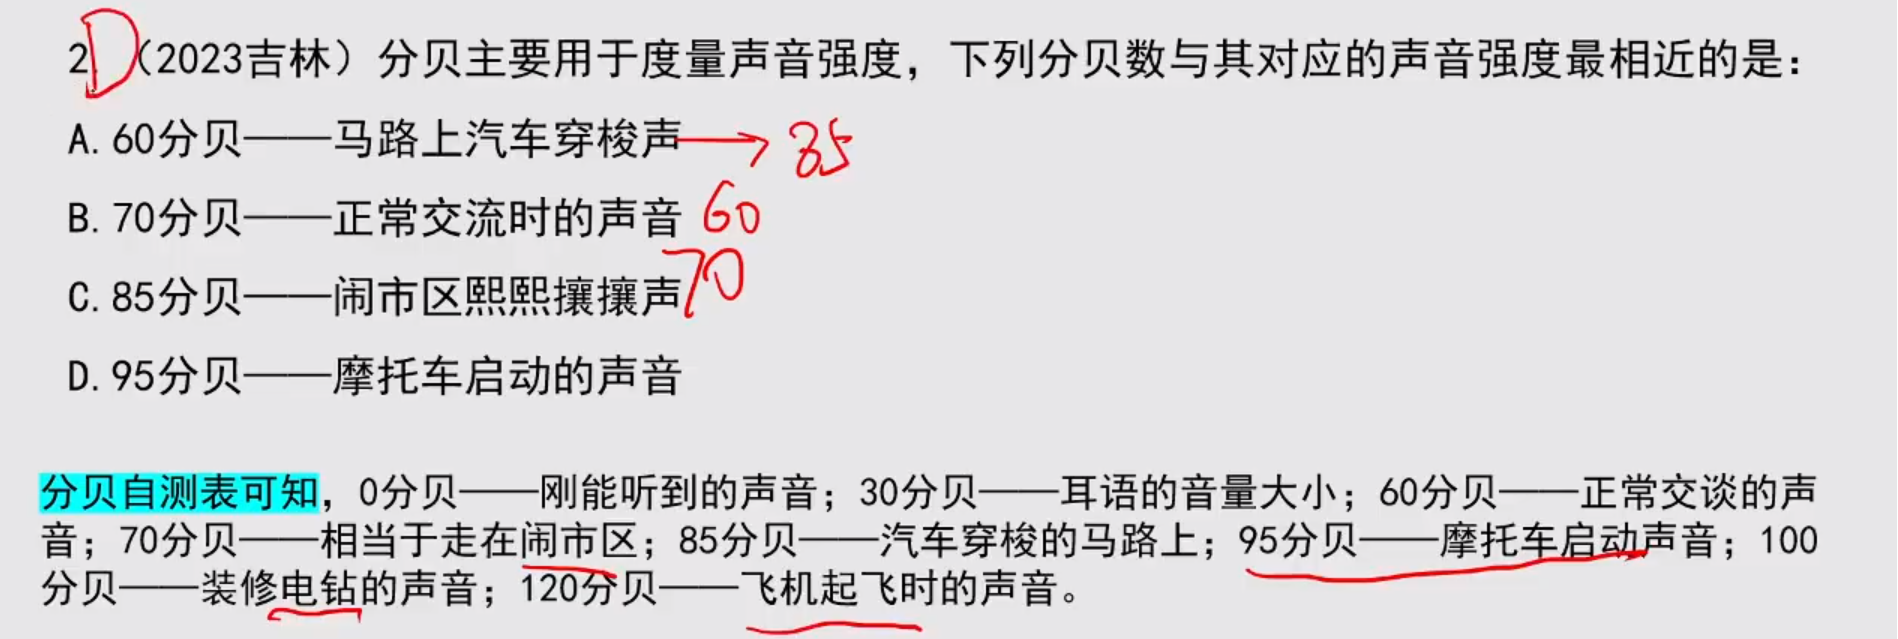 2 D (2023吉林）分贝主要用于度量声音强度，下列分贝数与其对应的声音强度最相近的是：
A. 60分贝——马路上汽车穿梭声 → 85
B. 70分贝——正常交流时的声音 60
C. 85分贝——闹市区熙熙攘攘声 70
D. 95分贝——摩托车启动的声音
分贝自测表可知，0分贝——刚能听到的声音；30分贝——耳语的音量大小；60分贝——正常交谈的声
音；70分贝——相当于走在闹市区；85分贝——汽车穿梭的马路上；95分贝——摩托车启动声音；100
分贝——装修电钻的声音；120分贝——飞机起飞时的声音。